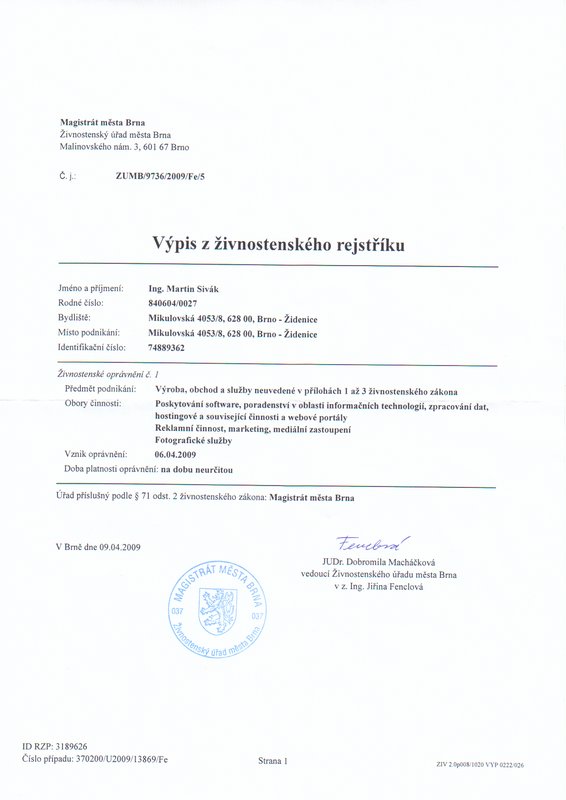 Magistrát města Brna
Živnostenský úřad města Brna
Malinovského nám. 3, 601 67 Brno
Č. j.: ZUMB/9736/2009/Fe/5
Výpis z živnostenského rejstříku
Jméno a příjmení: Ing. Martin Sivák
Rodné číslo: 840604/0027
Bydliště: Mikulovská 4053/8, 628 00, Brno - Židenice
Místo podnikání: Mikulovská 4053/8, 628 00, Brno - Židenice
Identifikační číslo: 74889362
Živnostenské oprávnění č. 1
Předmět podnikání: Výroba, obchod a služby neuvedené v přílohách 1 až 3 živnostenského zákona
Obory činnosti: Poskytování software, poradenství v oblasti informačních technologií, zpracování dat,
hostingové a související činnosti a webové portály
Reklamní činnost, marketing, mediální zastoupení
Fotografické služby
Vznik oprávnění: 06.04.2009
Doba platnosti oprávnění: na dobu neurčitou
Úřad příslušný podle § 71 odst. 2 živnostenského zákona: Magistrát města Brna
V Brně dne 09.04.2009
Fenclová
JUDr. Dobromila Macháčková
vedoucí Živnostenského úřadu města Brna
v z. Ing. Jiřina Fenclová
MAGISTRÁT MĚSTA BRNA
037 037
Živnostenský úřad města Brna
ID RZP: 3189626
Číslo případu: 370200/U2009/13869/Fe
Strana 1
ZIV 2.0p008/1020 VYP 0222/026